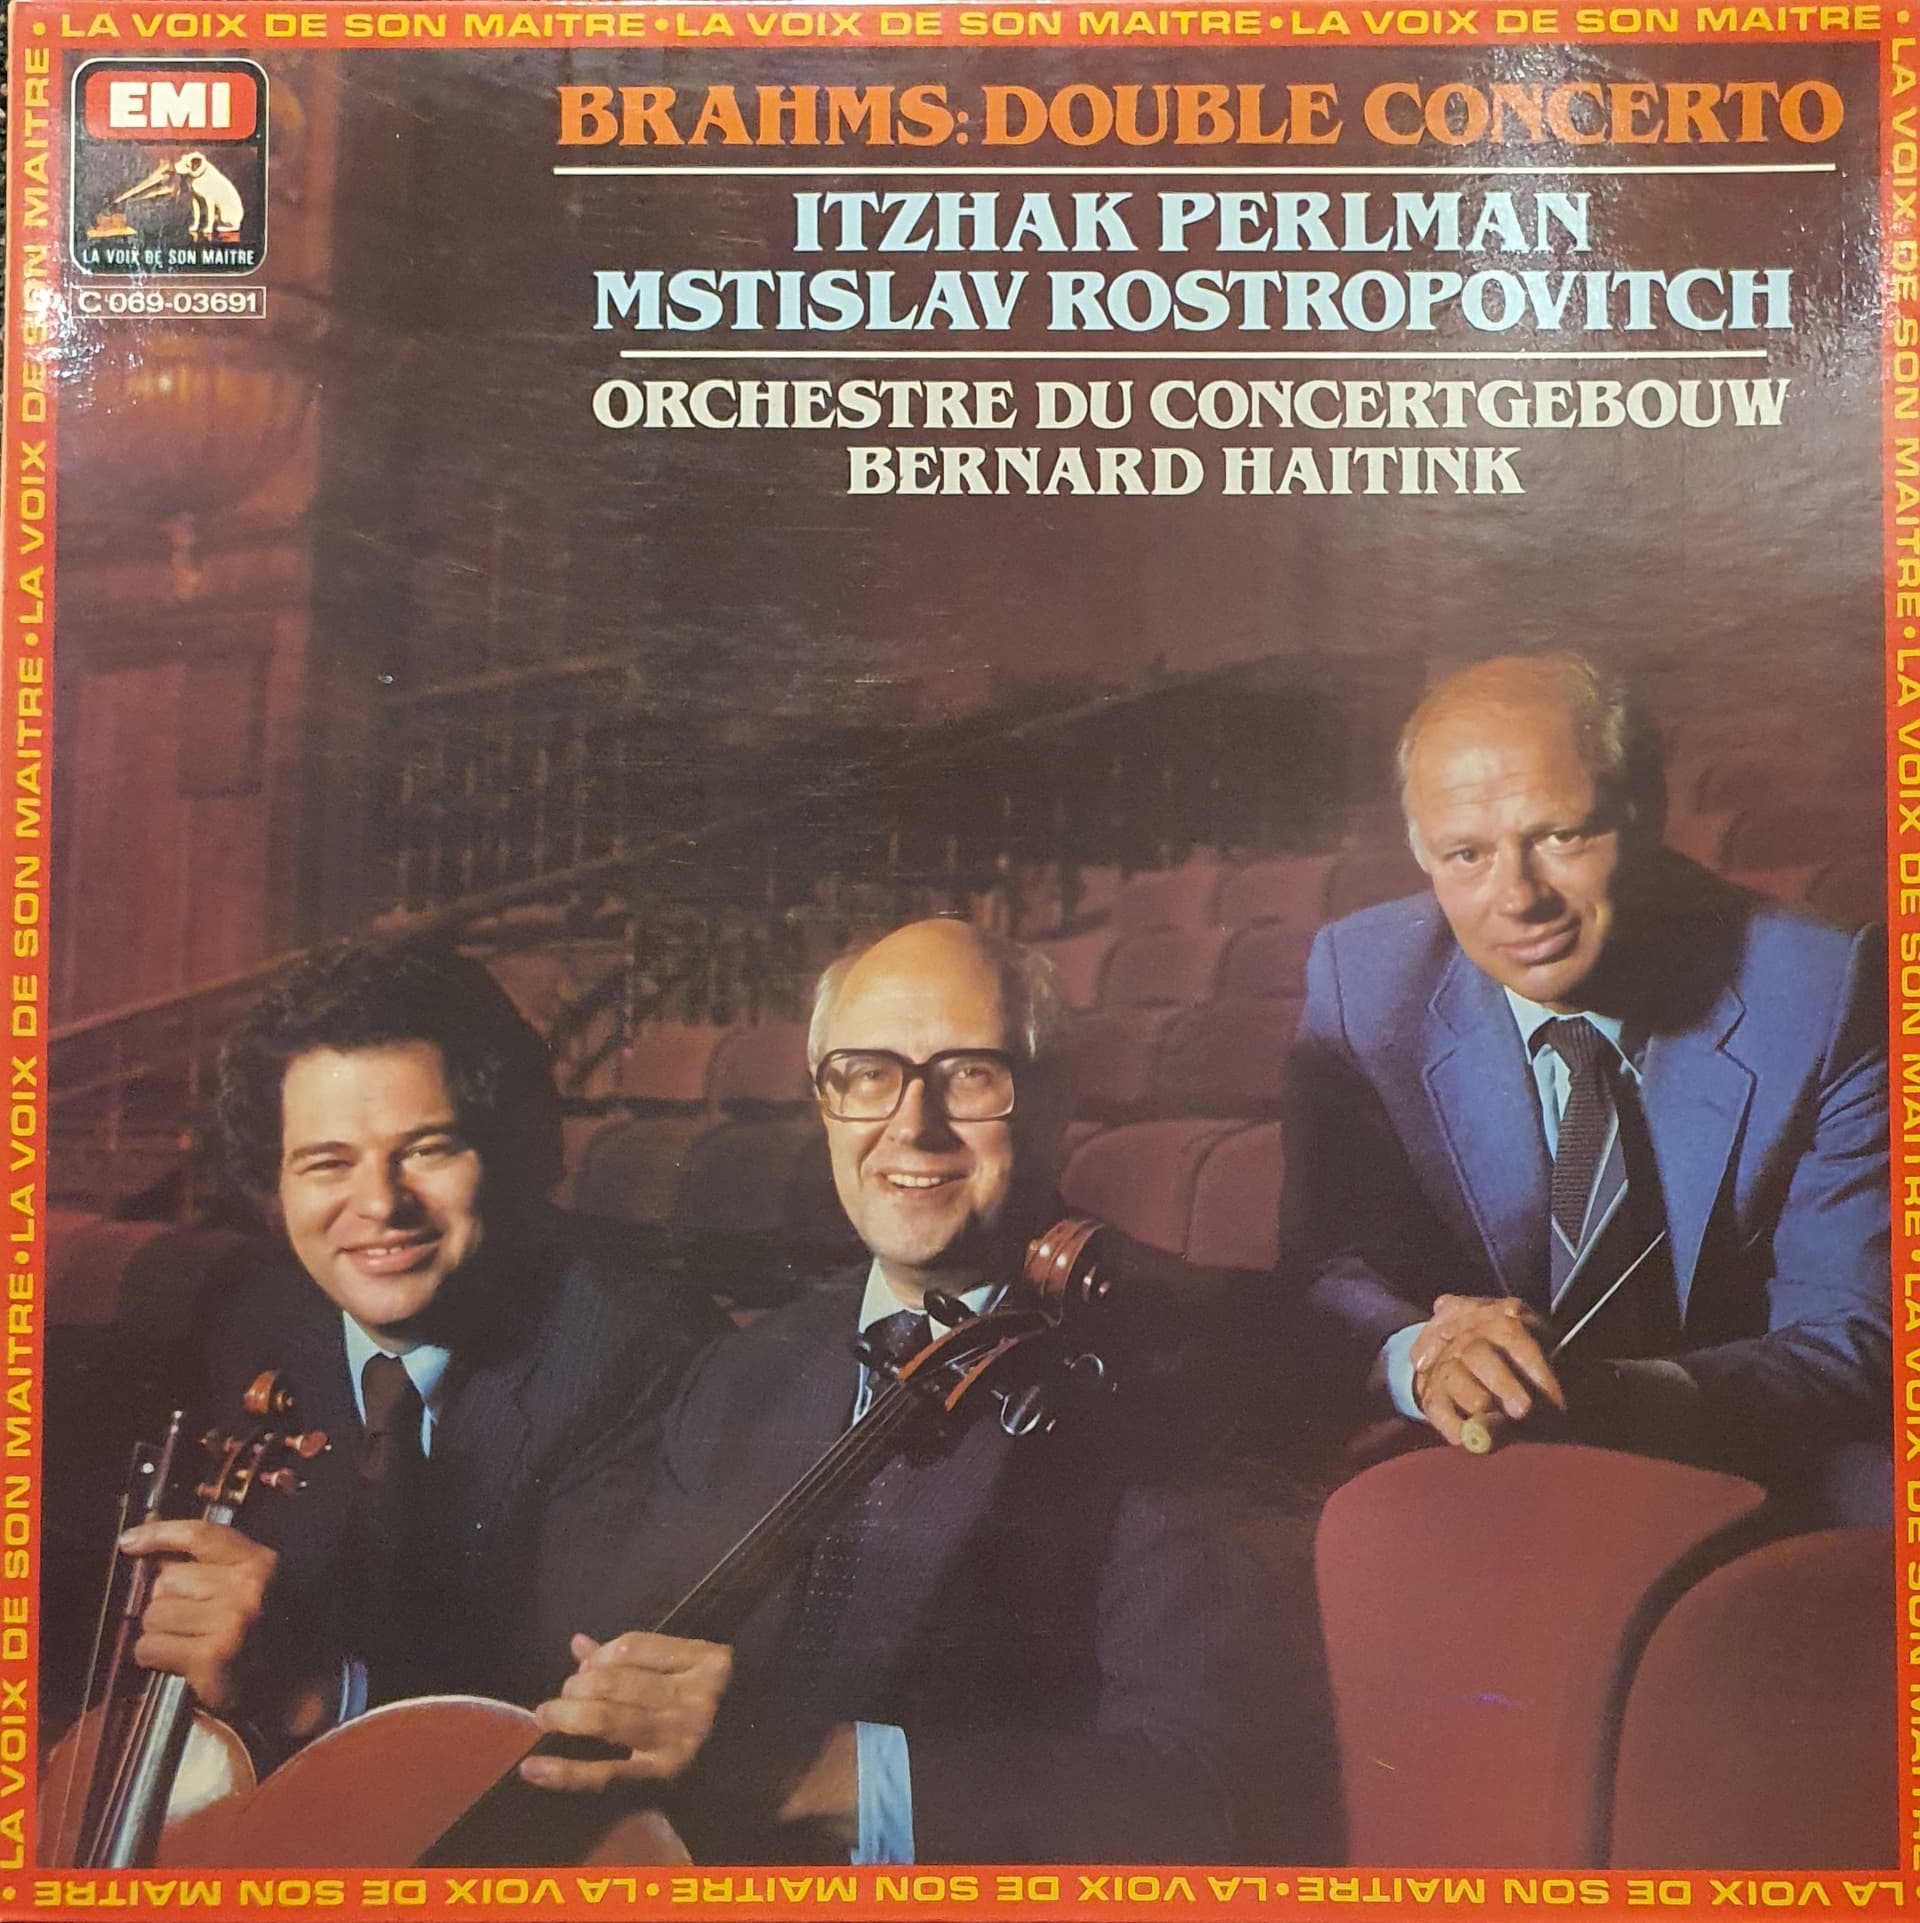 LA VOIX DE SON MAITRE•LA VOIX DE SON MAITRE•LA VOIX DE SON MAITRE•
EMI
LA VOIX DE SON MAITRE
C 069-03691
BRAHMS: DOUBLE CONCERTO
ITZHAK PERLMAN
MSTISLAV ROSTROPOVITCH
ORCHESTRE DU CONCERTGEBOUW
BERNARD HAITINK
LA VOIX DE SON MAITRE•LA VOIX DE SON MAITRE•LA VOIX DE SON MAITRE
LA VOIX DE SON MAITRE•LA VOIX DE SON MAITRE•LA VOIX DE SON MAITRE•
LA VOIX DE SON MAITRE•LA VOIX DE SON MAITRE•LA VOIX DE SON MAITRE•